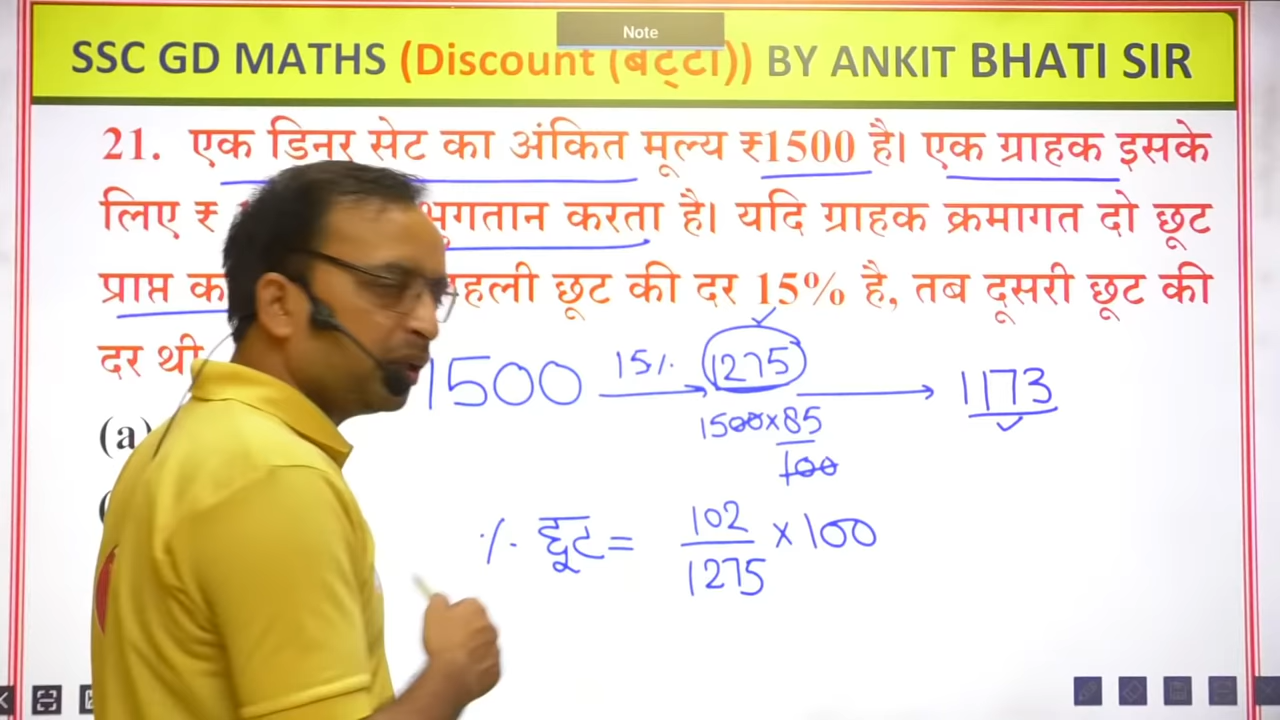 Note
SSC GD MATHS (Discount (बट्टा)) BY ANKIT BHATI SIR
21. एक डिनर सेट का अंकित मूल्य ₹1500 है। एक ग्राहक इसके
लिए ₹ भुगतान करता है। यदि ग्राहक क्रमागत दो छूट
प्राप्त छूट की दर 15% है, तब दूसरी छूट की
दर थी
1500 15% 1275 1173
1500×85
100
(a)
% छूट = 102/1275 × 100